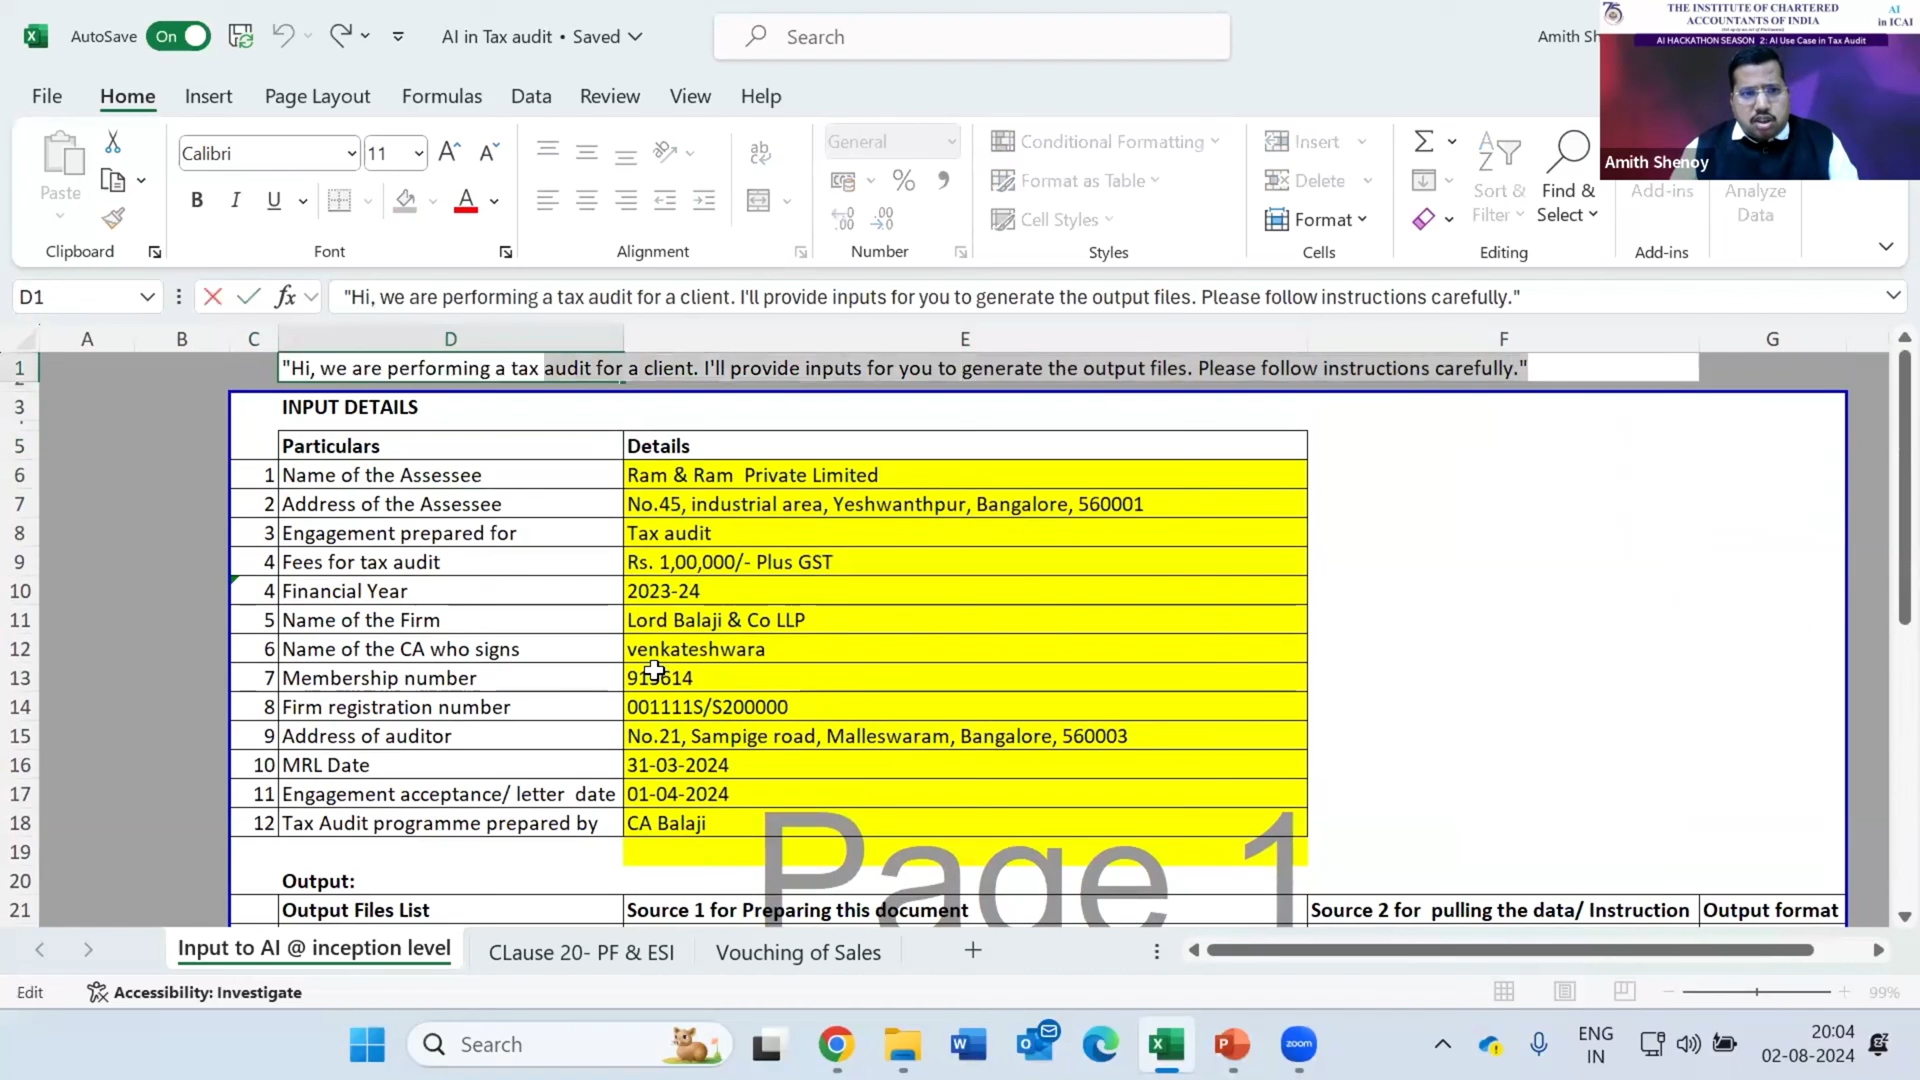 AutoSave On AI in Tax audit • Saved Search Amith Sh
THE INSTITUTE OF CHARTERED
ACCOUNTANTS OF INDIA
AI
in ICAI
AI HACKATHON SEASON 2: AI Use Case in Tax Audit
Amith Shenoy
File Home Insert Page Layout Formulas Data Review View Help
Paste
Calibri 11
B I U
General
Conditional Formatting
Format as Table
Cell Styles
Insert
Delete
Format
Sort & Filter
Find & Select
Add-ins
Analyze Data
Clipboard Font Alignment Number Styles Cells Editing Add-ins
D1 fx "Hi, we are performing a tax audit for a client. I'll provide inputs for you to generate the output files. Please follow instructions carefully."
A B C D E F G
1 "Hi, we are performing a tax audit for a client. I'll provide inputs for you to generate the output files. Please follow instructions carefully."
3 INPUT DETAILS
5 Particulars Details
6 1 Name of the Assessee Ram & Ram  Private Limited
7 2 Address of the Assessee No.45, industrial area, Yeshwanthpur, Bangalore, 560001
8 3 Engagement prepared for Tax audit
9 4 Fees for tax audit Rs. 1,00,000/- Plus GST
10 4 Financial Year 2023-24
11 5 Name of the Firm Lord Balaji & Co LLP
12 6 Name of the CA who signs venkateshwara
13 7 Membership number
14 8 Firm registration number 001111S/S200000
15 9 Address of auditor No.21, Sampige road, Malleswaram, Bangalore, 560003
16 10 MRL Date 31-03-2024
17 11 Engagement acceptance/ letter  date 01-04-2024
18 12 Tax Audit programme prepared by CA Balaji
Page 1
19
20 Output:
21 Output Files List Source 1 for Preparing this document Source 2 for  pulling the data/ Instruction Output format
Input to AI @ inception level CLause 20- PF & ESI Vouching of Sales
Edit Accessibility: Investigate 99%
Search zoom ENG
IN
20:04
02-08-2024